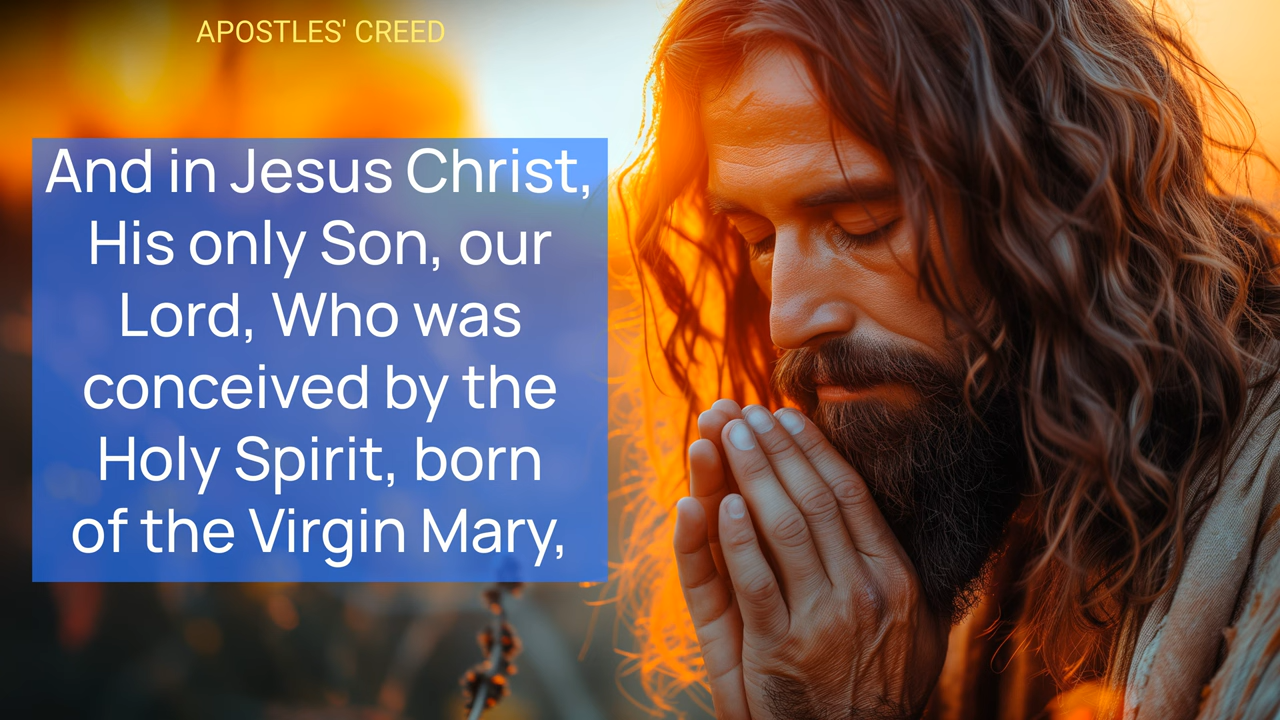 APOSTLES' CREED
And in Jesus Christ,
His only Son, our
Lord, Who was
conceived by the
Holy Spirit, born
of the Virgin Mary,